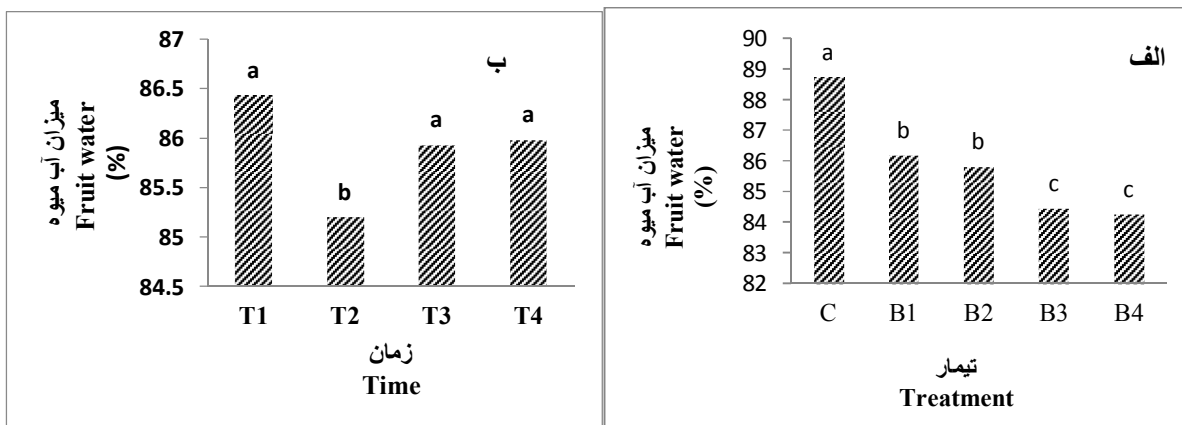 ب
87
86.5
86
85.5
85
84.5
a
b
a
a
T1
T2
T3
T4
میزان آب میوه
Fruit water
(%)
زمان
Time
الف
90
89
88
87
86
85
84
83
82
a
b
b
c
c
C
B1
B2
B3
B4
میزان آب میوه
Fruit water
(%)
تیمار
Treatment